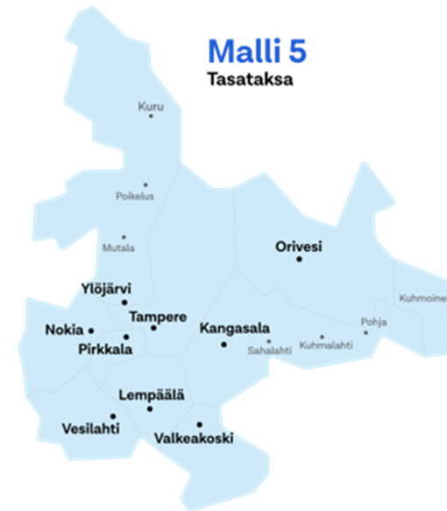 Malli 5
Tasataksa
Kuru
Poikelus
Mutala
Orivesi
Ylöjärvi
Kuhmoinen
Tampere
Nokia
Kangasala
Pohja
Pirkkala
Sahalahti
Kuhmalahti
Lempäälä
Vesilahti
Valkeakoski